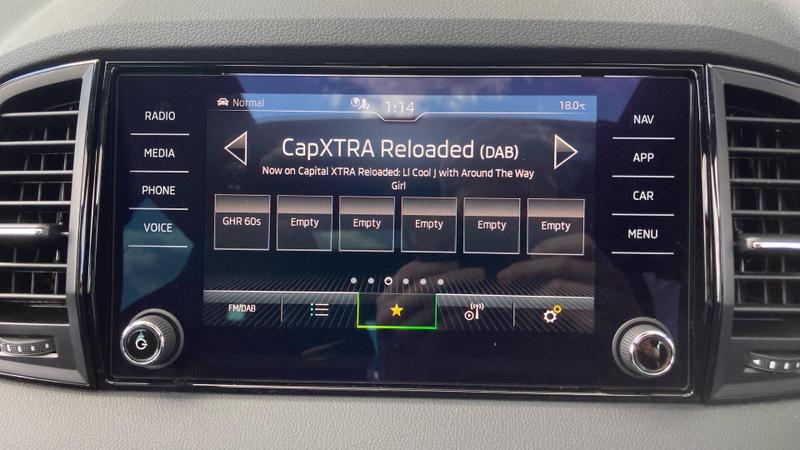 Normal
1:14
18.0°C
RADIO
MEDIA
PHONE
VOICE
CapXTRA Reloaded (DAB)
Now on Capital XTRA Reloaded: Ll Cool J with Around The Way
Girl
GHR 60s
Empty
Empty
Empty
Empty
Empty
FM/DAB
NAV
APP
CAR
MENU